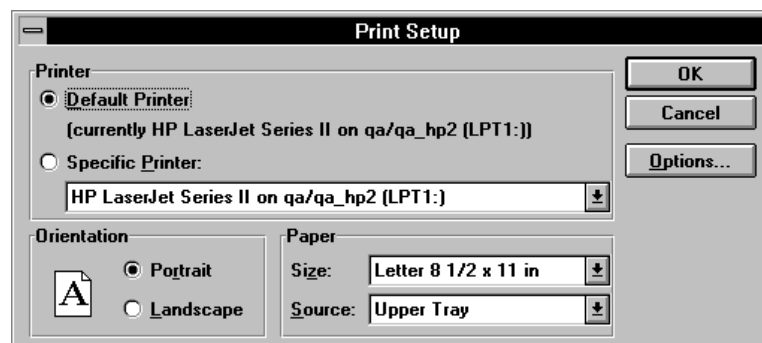 Print Setup
Printer
Default Printer
(currently HP LaserJet Series II on qa/qa_hp2 (LPT1:))
Specific Printer:
HP LaserJet Series II on qa/qa_hp2 (LPT1:)
OK
Cancel
Options...
Orientation
A
Portrait
Landscape
Paper
Size: Letter 8 1/2 x 11 in
Source: Upper Tray